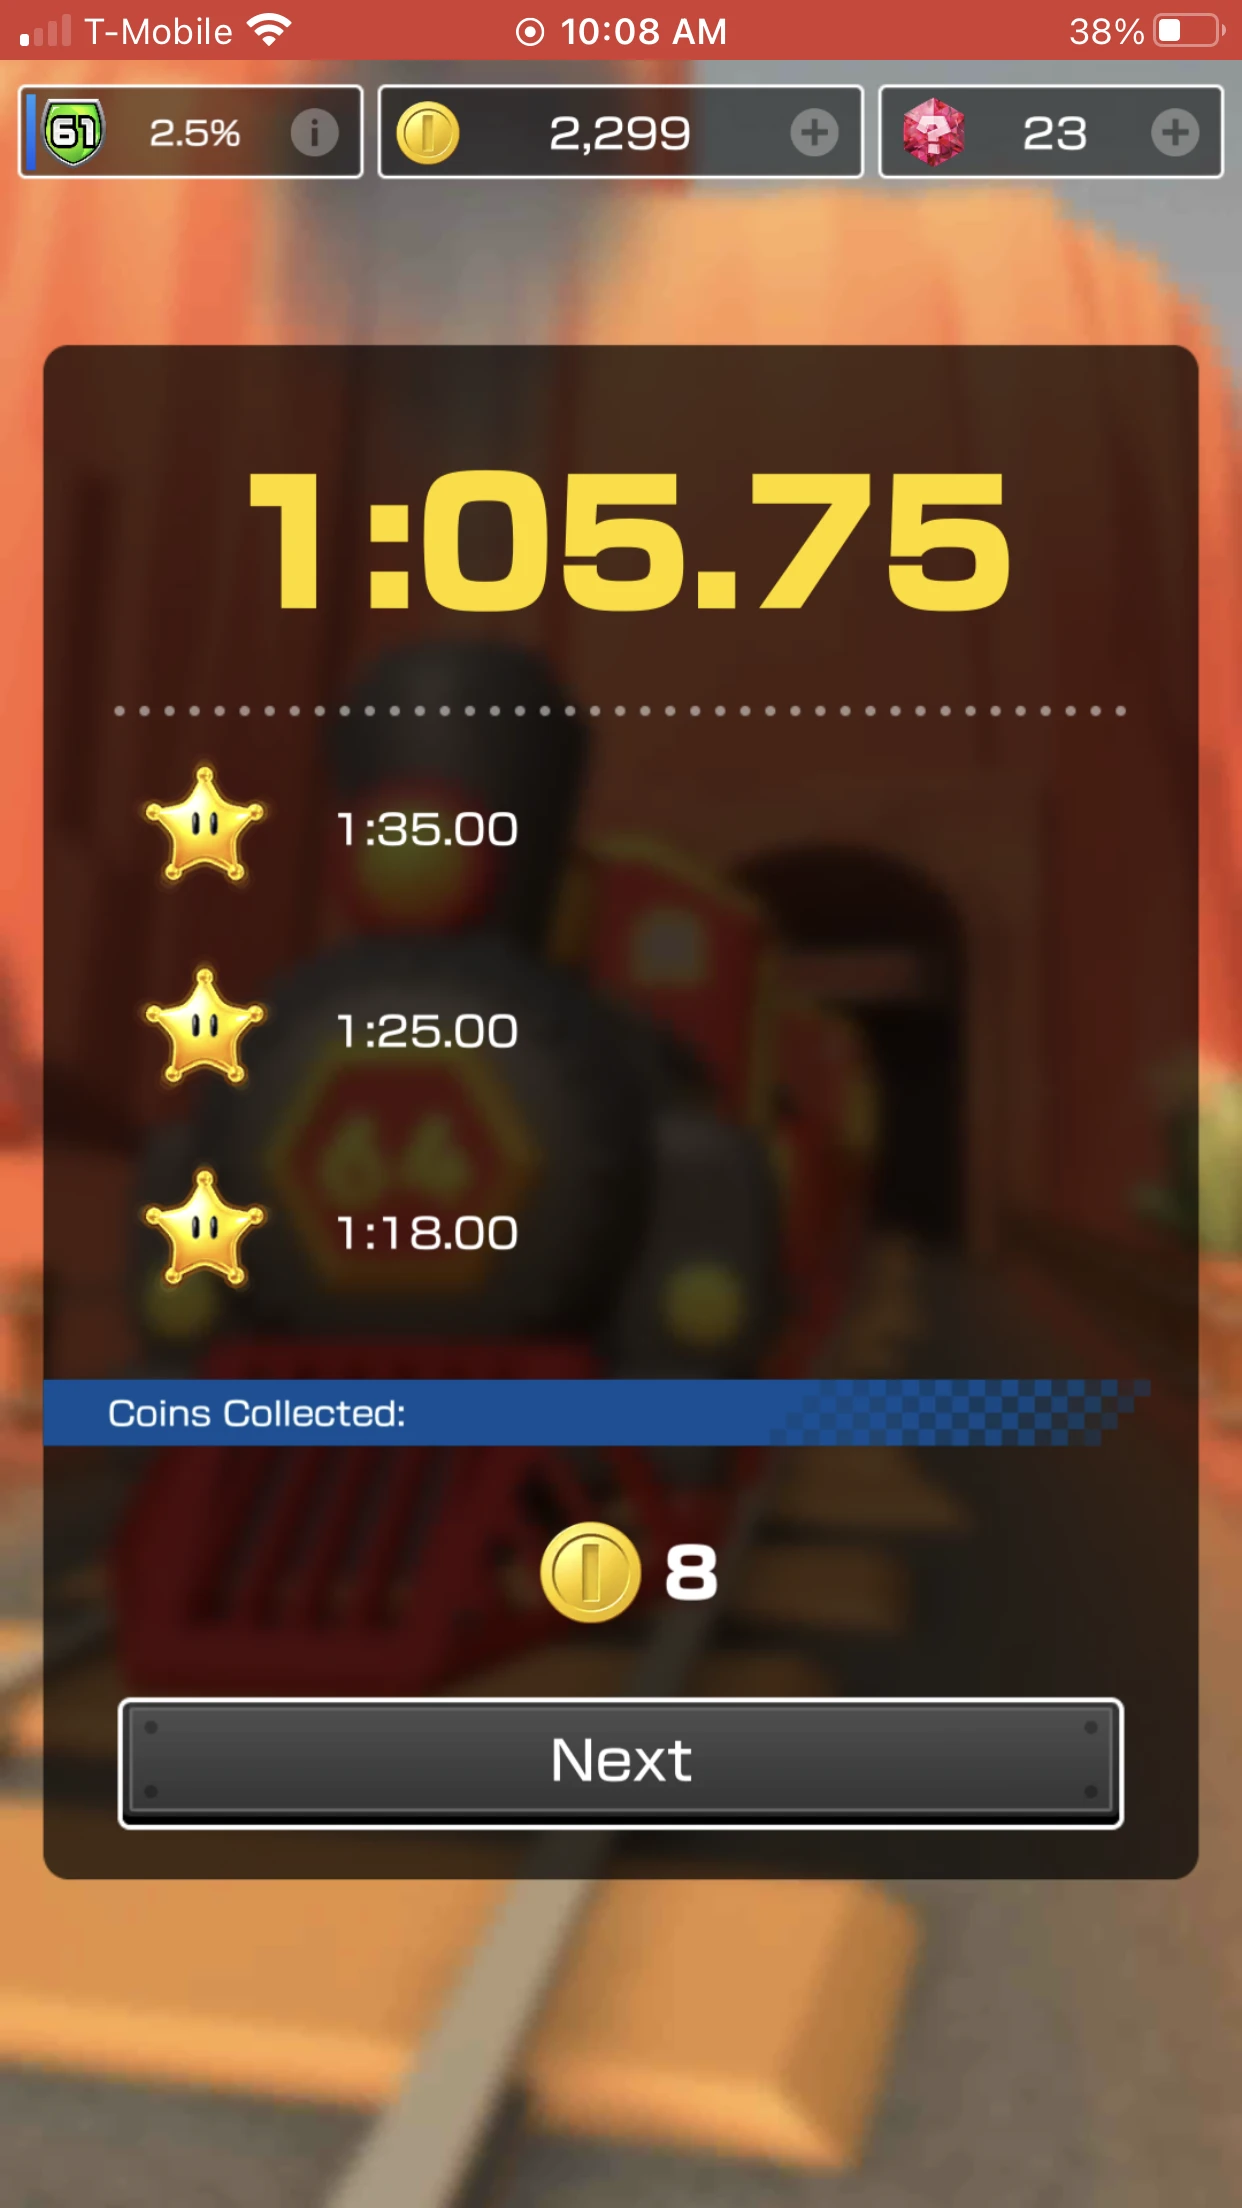 T-Mobile 10:08 AM 38%
61 2.5% i 2,299 + ? 23 +
1:05.75
1:35.00
1:25.00
64
1:18.00
Coins Collected:
8
Next